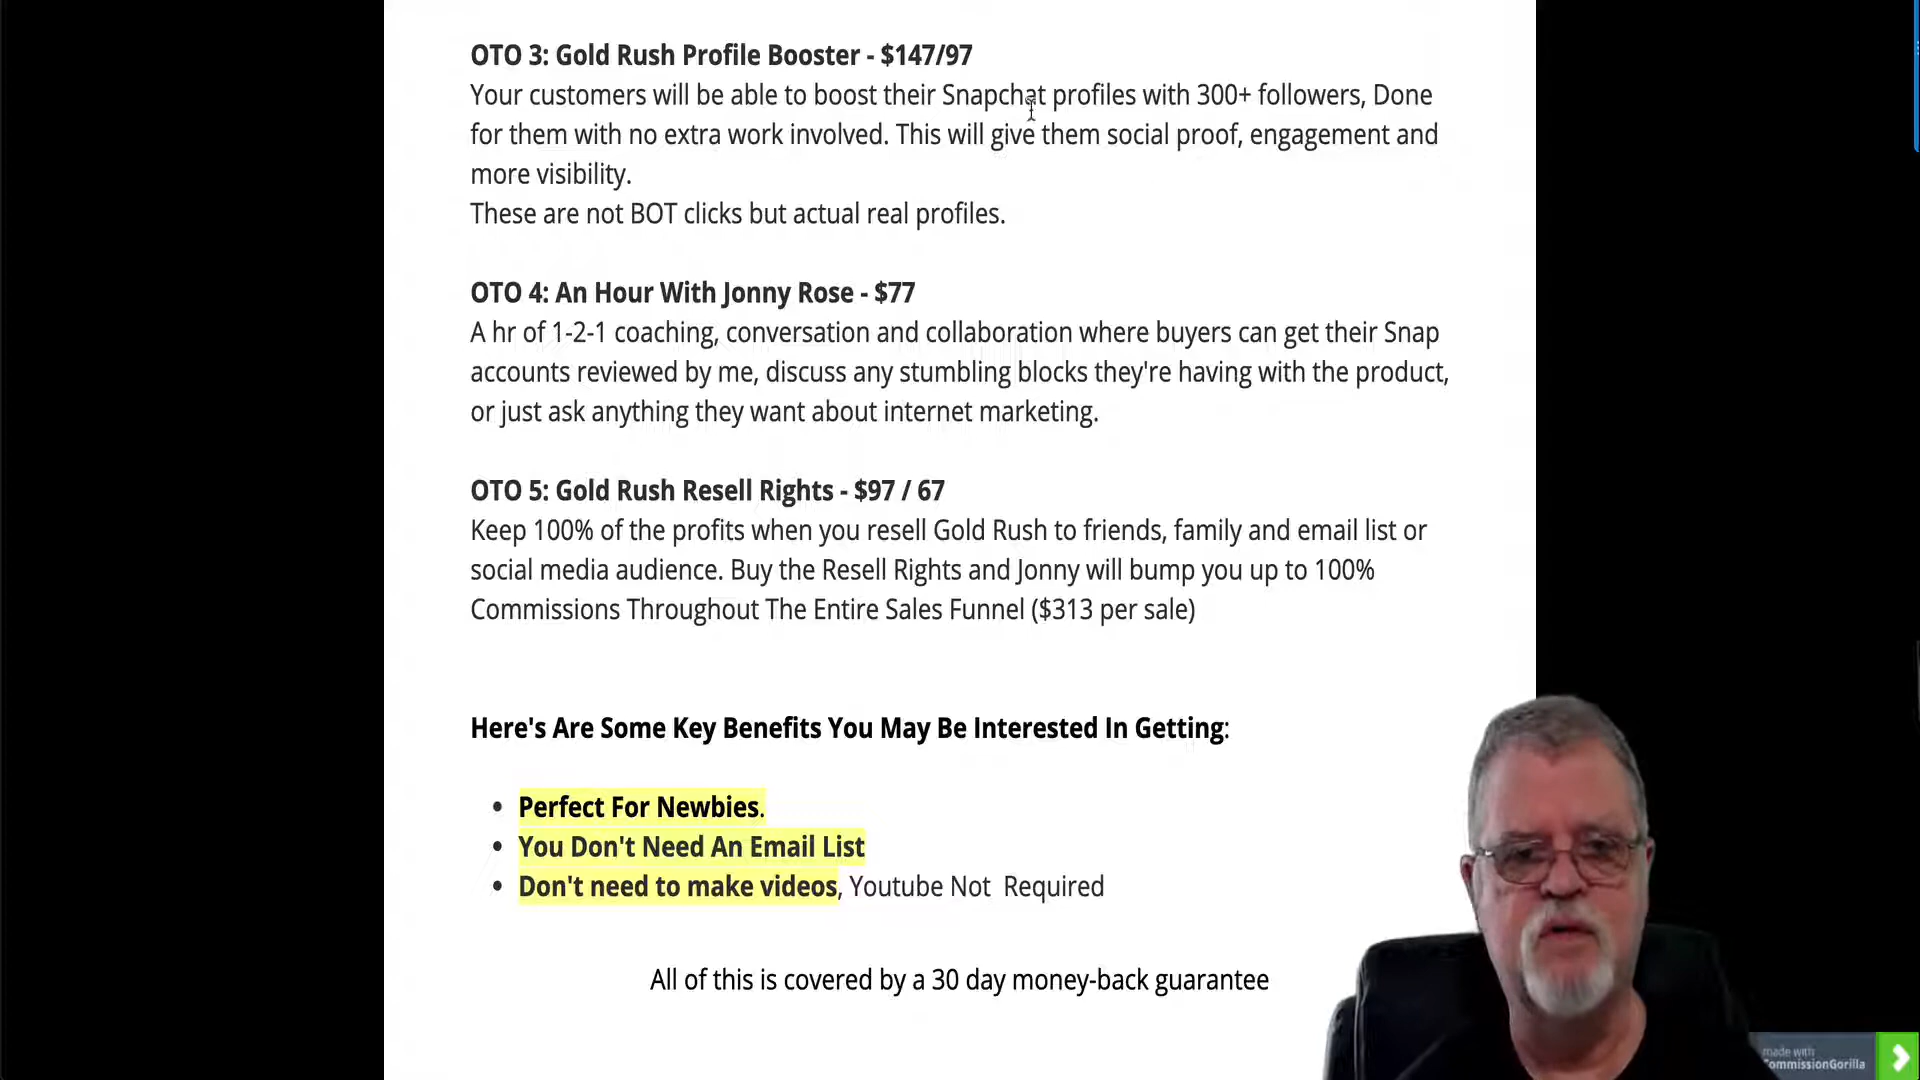 OTO 3: Gold Rush Profile Booster - $147/97
Your customers will be able to boost their Snapchat profiles with 300+ followers, Done
for them with no extra work involved. This will give them social proof, engagement and
more visibility.
These are not BOT clicks but actual real profiles.
OTO 4: An Hour With Jonny Rose - $77
A hr of 1-2-1 coaching, conversation and collaboration where buyers can get their Snap
accounts reviewed by me, discuss any stumbling blocks they're having with the product,
or just ask anything they want about internet marketing.
OTO 5: Gold Rush Resell Rights - $97 / 67
Keep 100% of the profits when you resell Gold Rush to friends, family and email list or
social media audience. Buy the Resell Rights and Jonny will bump you up to 100%
Commissions Throughout The Entire Sales Funnel ($313 per sale)
Here's Are Some Key Benefits You May Be Interested In Getting:
• Perfect For Newbies.
• You Don't Need An Email List
• Don't need to make videos, Youtube Not Required
All of this is covered by a 30 day money-back guarantee
made with
CommissionGorilla